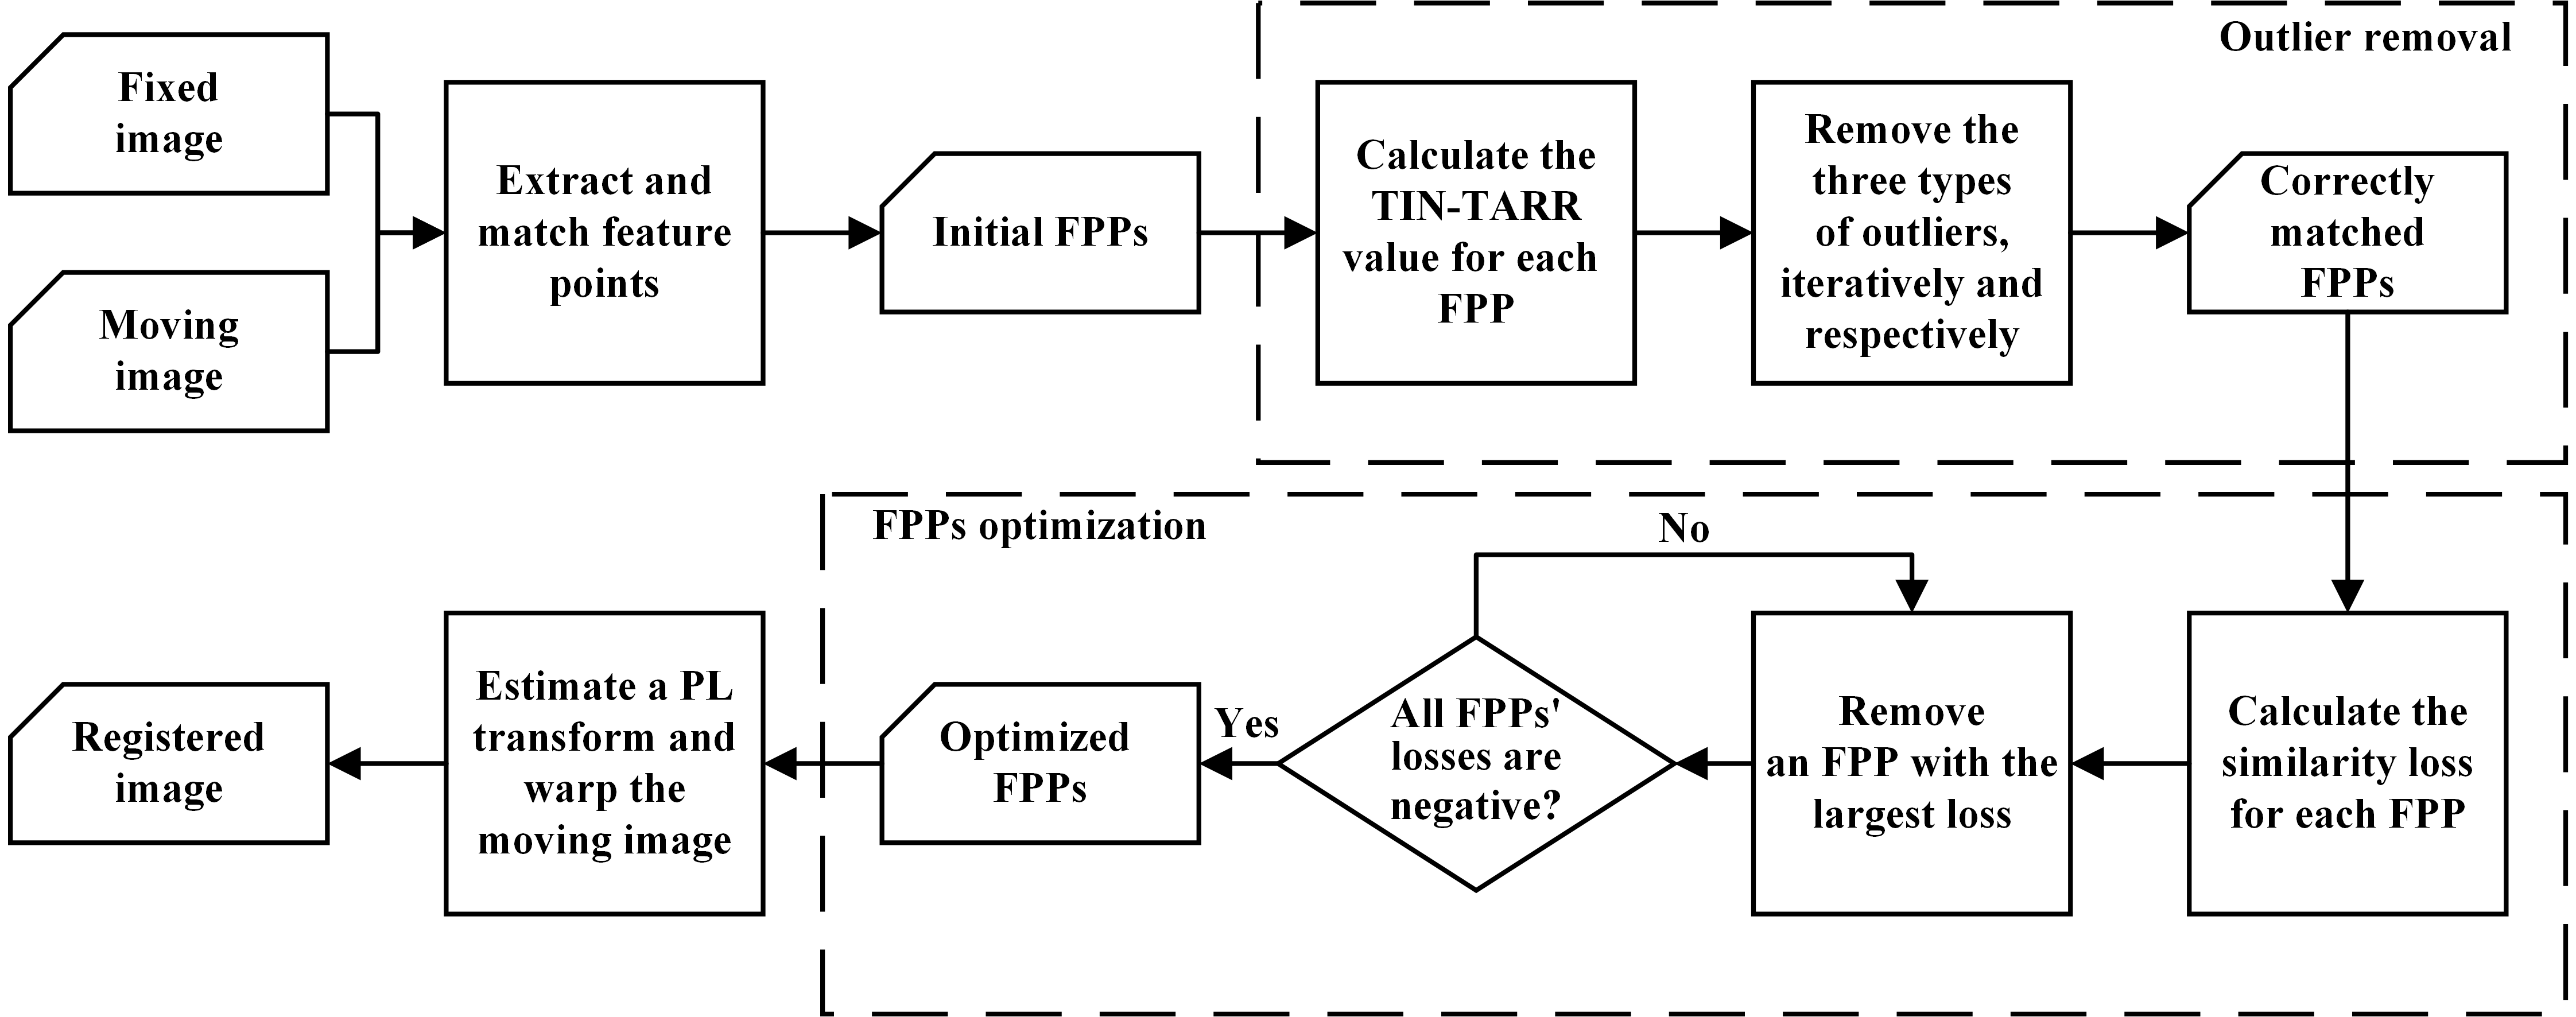 Fixed
image
Moving
image
Extract and
match feature
points
Initial FPPs
Outlier removal
Calculate the
TIN-TARR
value for each
FPP
Remove the
three types
of outliers,
iteratively and
respectively
Correctly
matched
FPPs
FPPs optimization
Calculate the
similarity loss
for each FPP
Remove
an FPP with the
largest loss
No
All FPPs'
losses are
negative?
Yes
Optimized
FPPs
Estimate a PL
transform and
warp the
moving image
Registered
image